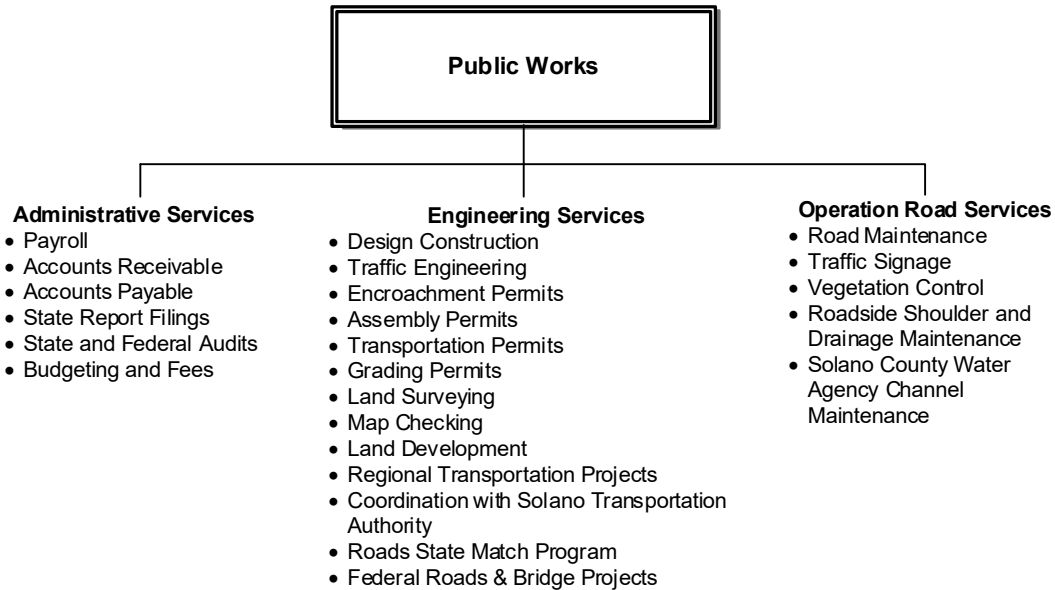 Public Works
Administrative Services
• Payroll
• Accounts Receivable
• Accounts Payable
• State Report Filings
• State and Federal Audits
• Budgeting and Fees
Engineering Services
• Design Construction
• Traffic Engineering
• Encroachment Permits
• Assembly Permits
• Transportation Permits
• Grading Permits
• Land Surveying
• Map Checking
• Land Development
• Regional Transportation Projects
• Coordination with Solano Transportation
Authority
• Roads State Match Program
• Federal Roads & Bridge Projects
Operation Road Services
• Road Maintenance
• Traffic Signage
• Vegetation Control
• Roadside Shoulder and
Drainage Maintenance
• Solano County Water
Agency Channel
Maintenance